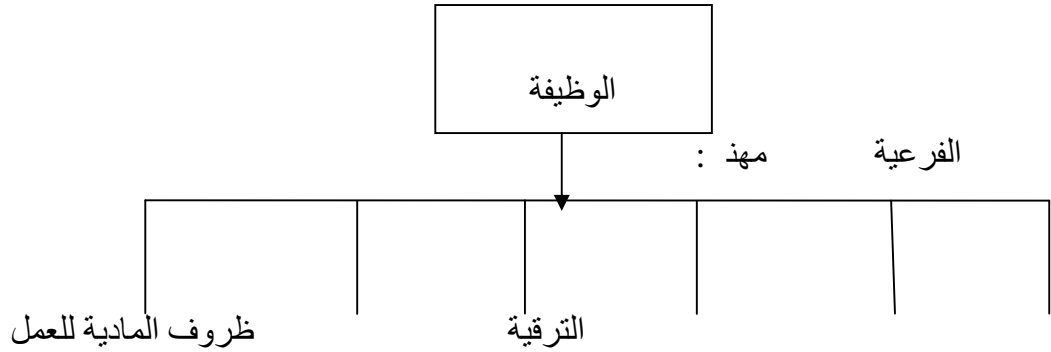 الوظيفة
الفرعية مهذ :
الترقية ظروف المادية للعمل